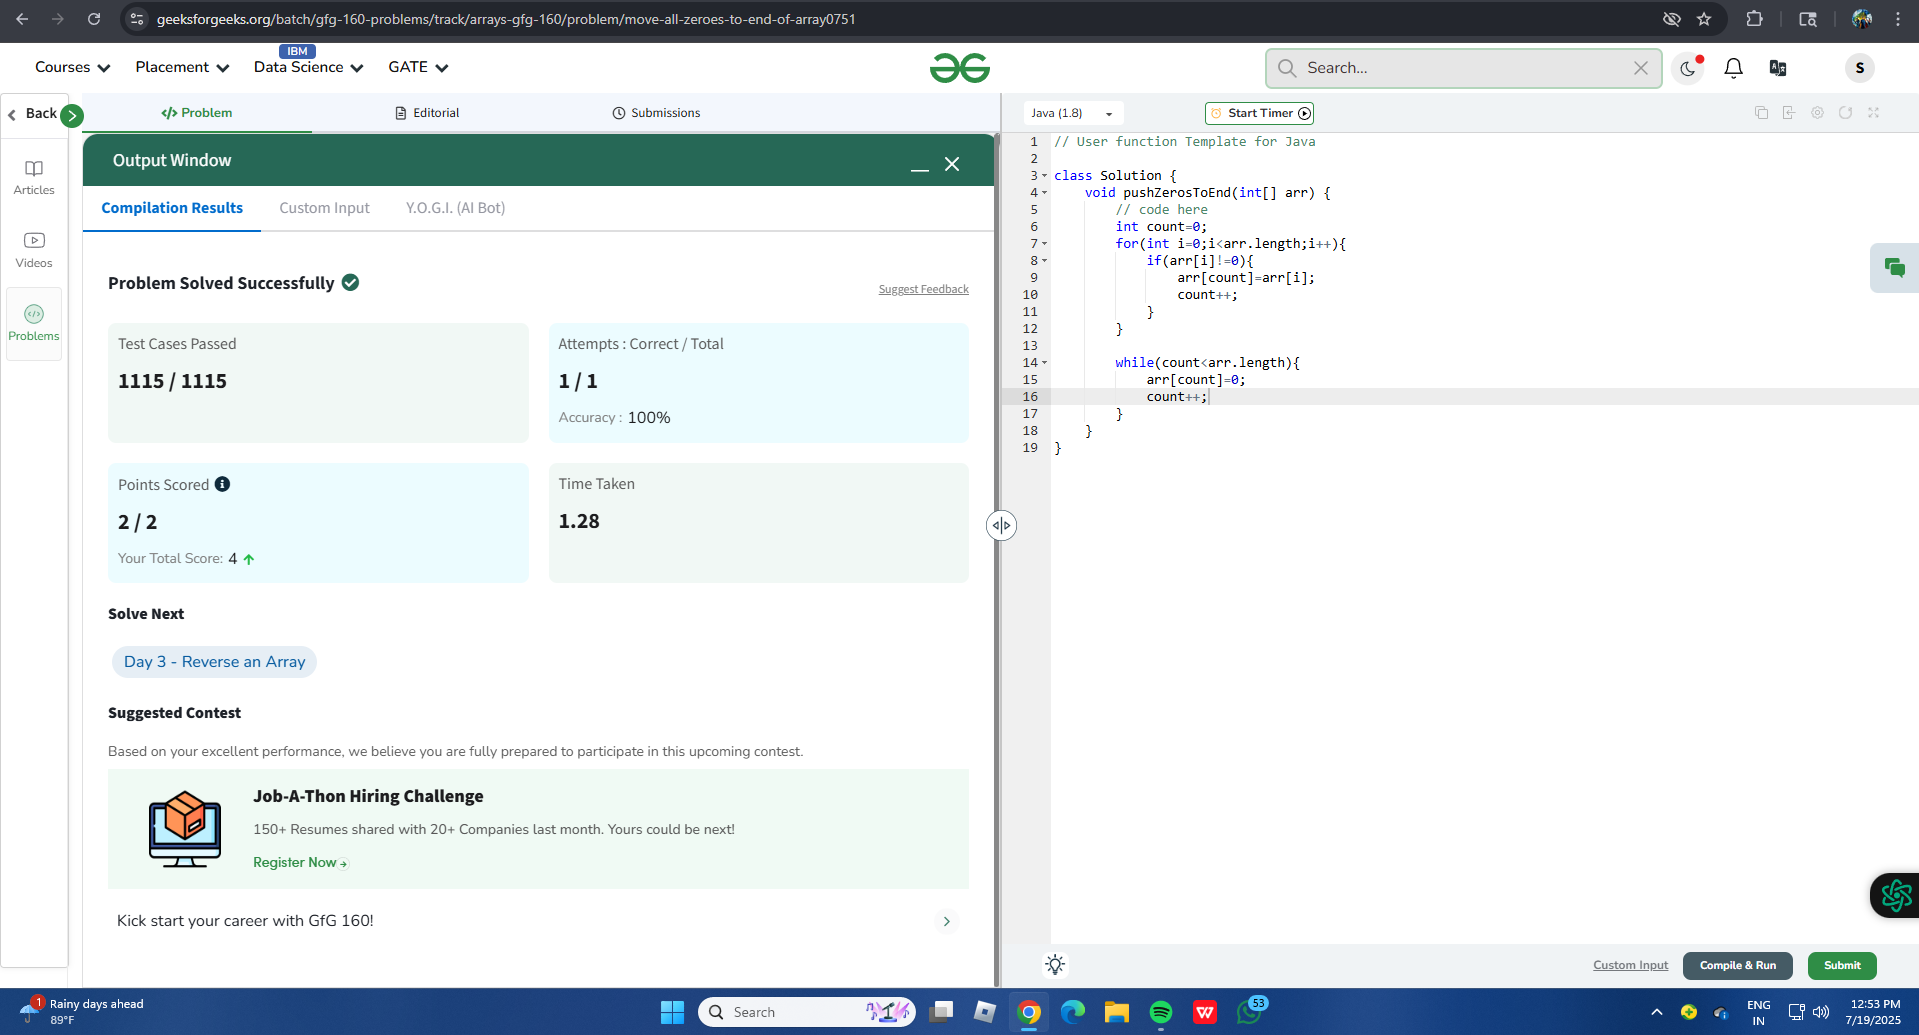 geeksforgeeks.org/batch/gfg-160-problems/track/arrays-gfg-160/problem/move-all-zeroes-to-end-of-array0751
IBM
Courses Placement Data Science GATE
Search...
S
Back
Problem Editorial Submissions
Java (1.8) Start Timer
Articles
Videos
Problems
Output Window
Compilation Results Custom Input Y.O.G.I. (AI Bot)
Problem Solved Successfully
Suggest Feedback
Test Cases Passed
1115 / 1115
Attempts : Correct / Total
1 / 1
Accuracy : 100%
Points Scored
2 / 2
Your Total Score: 4
Time Taken
1.28
Solve Next
Day 3 - Reverse an Array
Suggested Contest
Based on your excellent performance, we believe you are fully prepared to participate in this upcoming contest.
Job-A-Thon Hiring Challenge
150+ Resumes shared with 20+ Companies last month. Yours could be next!
Register Now
Kick start your career with GfG 160!
1 // User function Template for Java
2
3 class Solution {
4 void pushZerosToEnd(int[] arr) {
5 // code here
6 int count=0;
7 for(int i=0;i<arr.length;i++){
8 if(arr[i]!=0){
9 arr[count]=arr[i];
10 count++;
11 }
12 }
13
14 while(count<arr.length){
15 arr[count]=0;
16 count++;
17 }
18 }
19 }
Custom Input Compile & Run Submit
1
Rainy days ahead
89°F
Search
53
ENG
IN
12:53 PM
7/19/2025